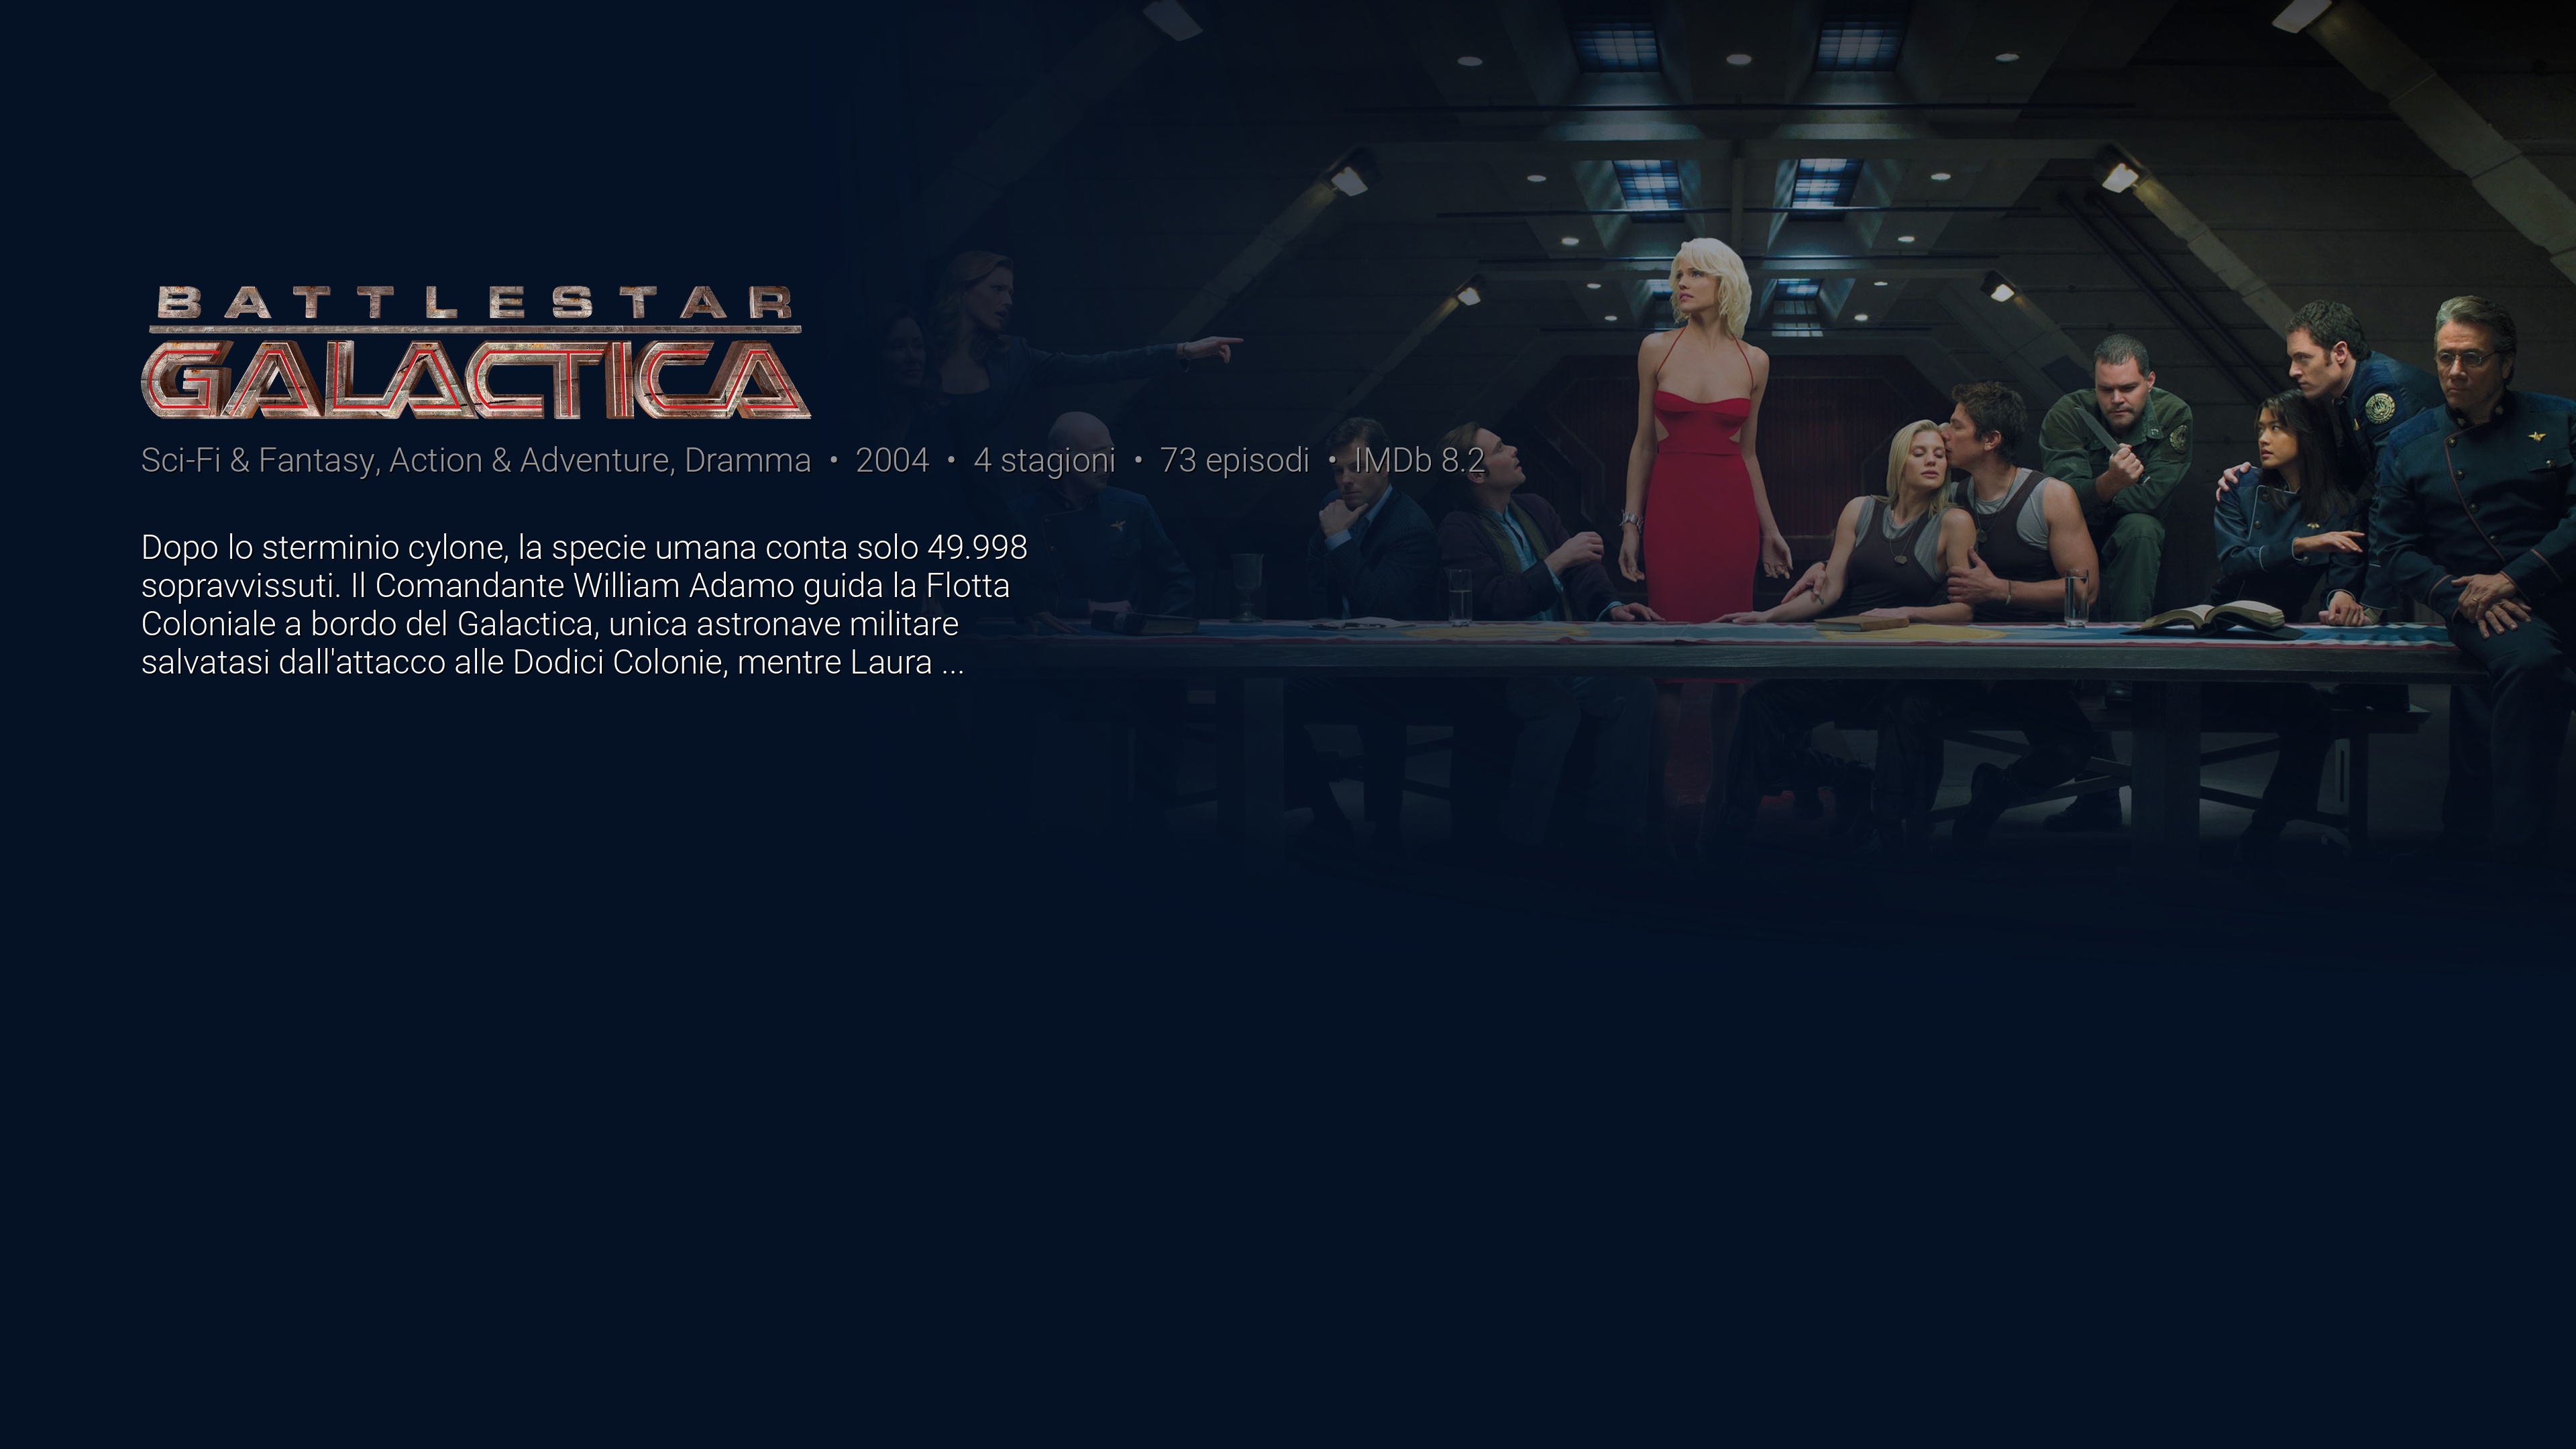 BATTLESTAR
GALACTICA
Sci-Fi & Fantasy, Action & Adventure, Dramma • 2004 • 4 stagioni • 73 episodi • IMDb 8.2
Dopo lo sterminio cylone, la specie umana conta solo 49.998
sopravvissuti. Il Comandante William Adamo guida la Flotta
Coloniale a bordo del Galactica, unica astronave militare
salvatasi dall'attacco alle Dodici Colonie, mentre Laura ...